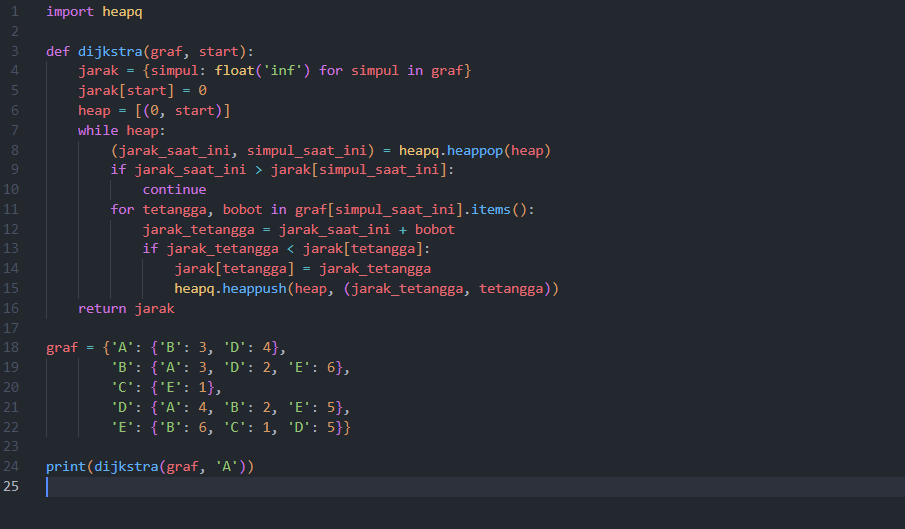 1 import heapq
2
3 def dijkstra(graf, start):
4     jarak = {simpul: float('inf') for simpul in graf}
5     jarak[start] = 0
6     heap = [(0, start)]
7     while heap:
8         (jarak_saat_ini, simpul_saat_ini) = heapq.heappop(heap)
9         if jarak_saat_ini > jarak[simpul_saat_ini]:
10             continue
11         for tetangga, bobot in graf[simpul_saat_ini].items():
12             jarak_tetangga = jarak_saat_ini + bobot
13             if jarak_tetangga < jarak[tetangga]:
14                 jarak[tetangga] = jarak_tetangga
15                 heapq.heappush(heap, (jarak_tetangga, tetangga))
16     return jarak
17
18 graf = {'A': {'B': 3, 'D': 4},
19         'B': {'A': 3, 'D': 2, 'E': 6},
20         'C': {'E': 1},
21         'D': {'A': 4, 'B': 2, 'E': 5},
22         'E': {'B': 6, 'C': 1, 'D': 5}}
23
24 print(dijkstra(graf, 'A'))
25